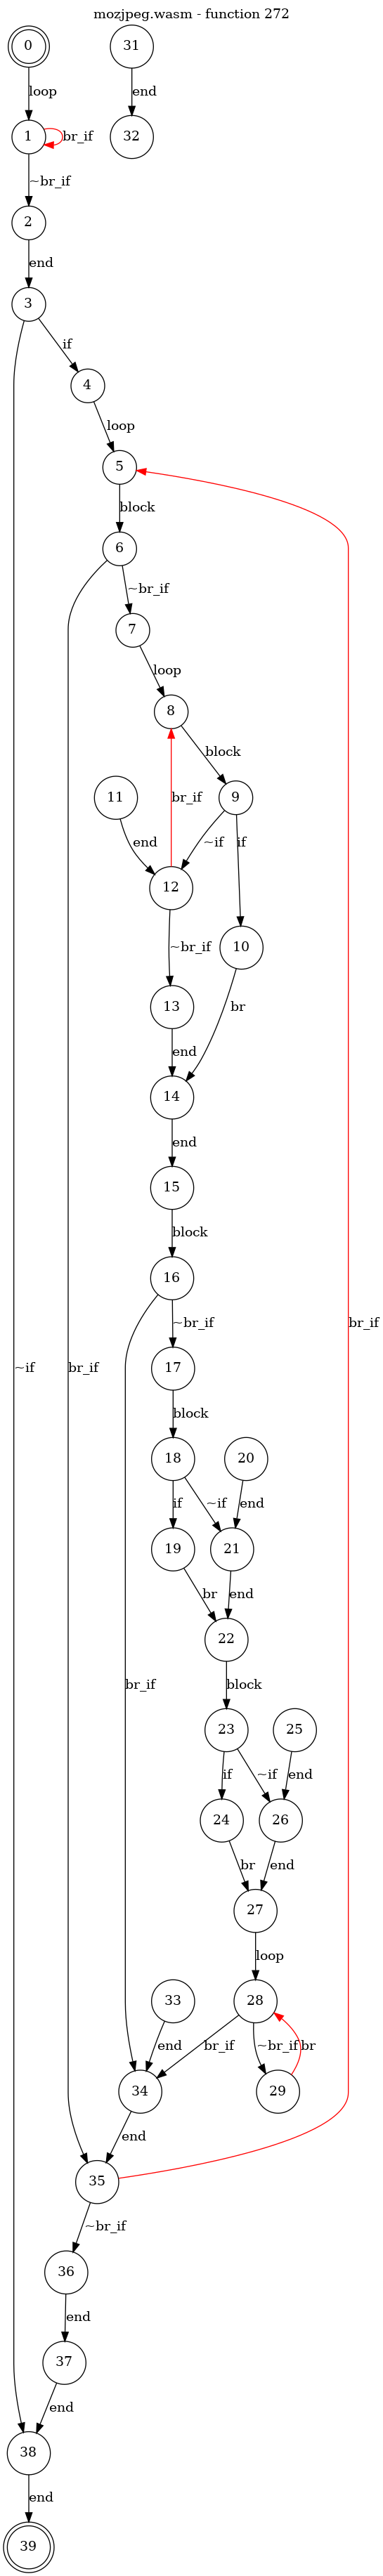 mozjpeg.wasm - function 272
0
31
loop
end
1
br_if
32
~br_if
2
end
3
if
4
loop
5
block
6
~br_if
7
loop
8
block
11
9
end
br_if
~if
if
12
10
~br_if
13
br
end
14
end
15
block
16
~br_if
~if
br_if
17
br_if
block
18
20
if
~if
end
19
21
br
end
22
br_if
block
23
25
if
~if
end
24
26
br
end
27
loop
33
28
end
br_if
~br_if
br
34
29
end
35
~br_if
36
end
37
end
38
end
39